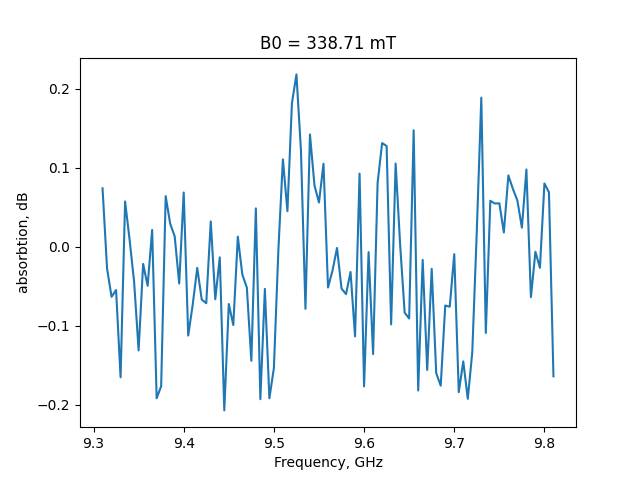 B0 = 338.71 mT
absorbtion, dB
0.2
0.1
0.0
−0.1
−0.2
9.3 9.4 9.5 9.6 9.7 9.8
Frequency, GHz